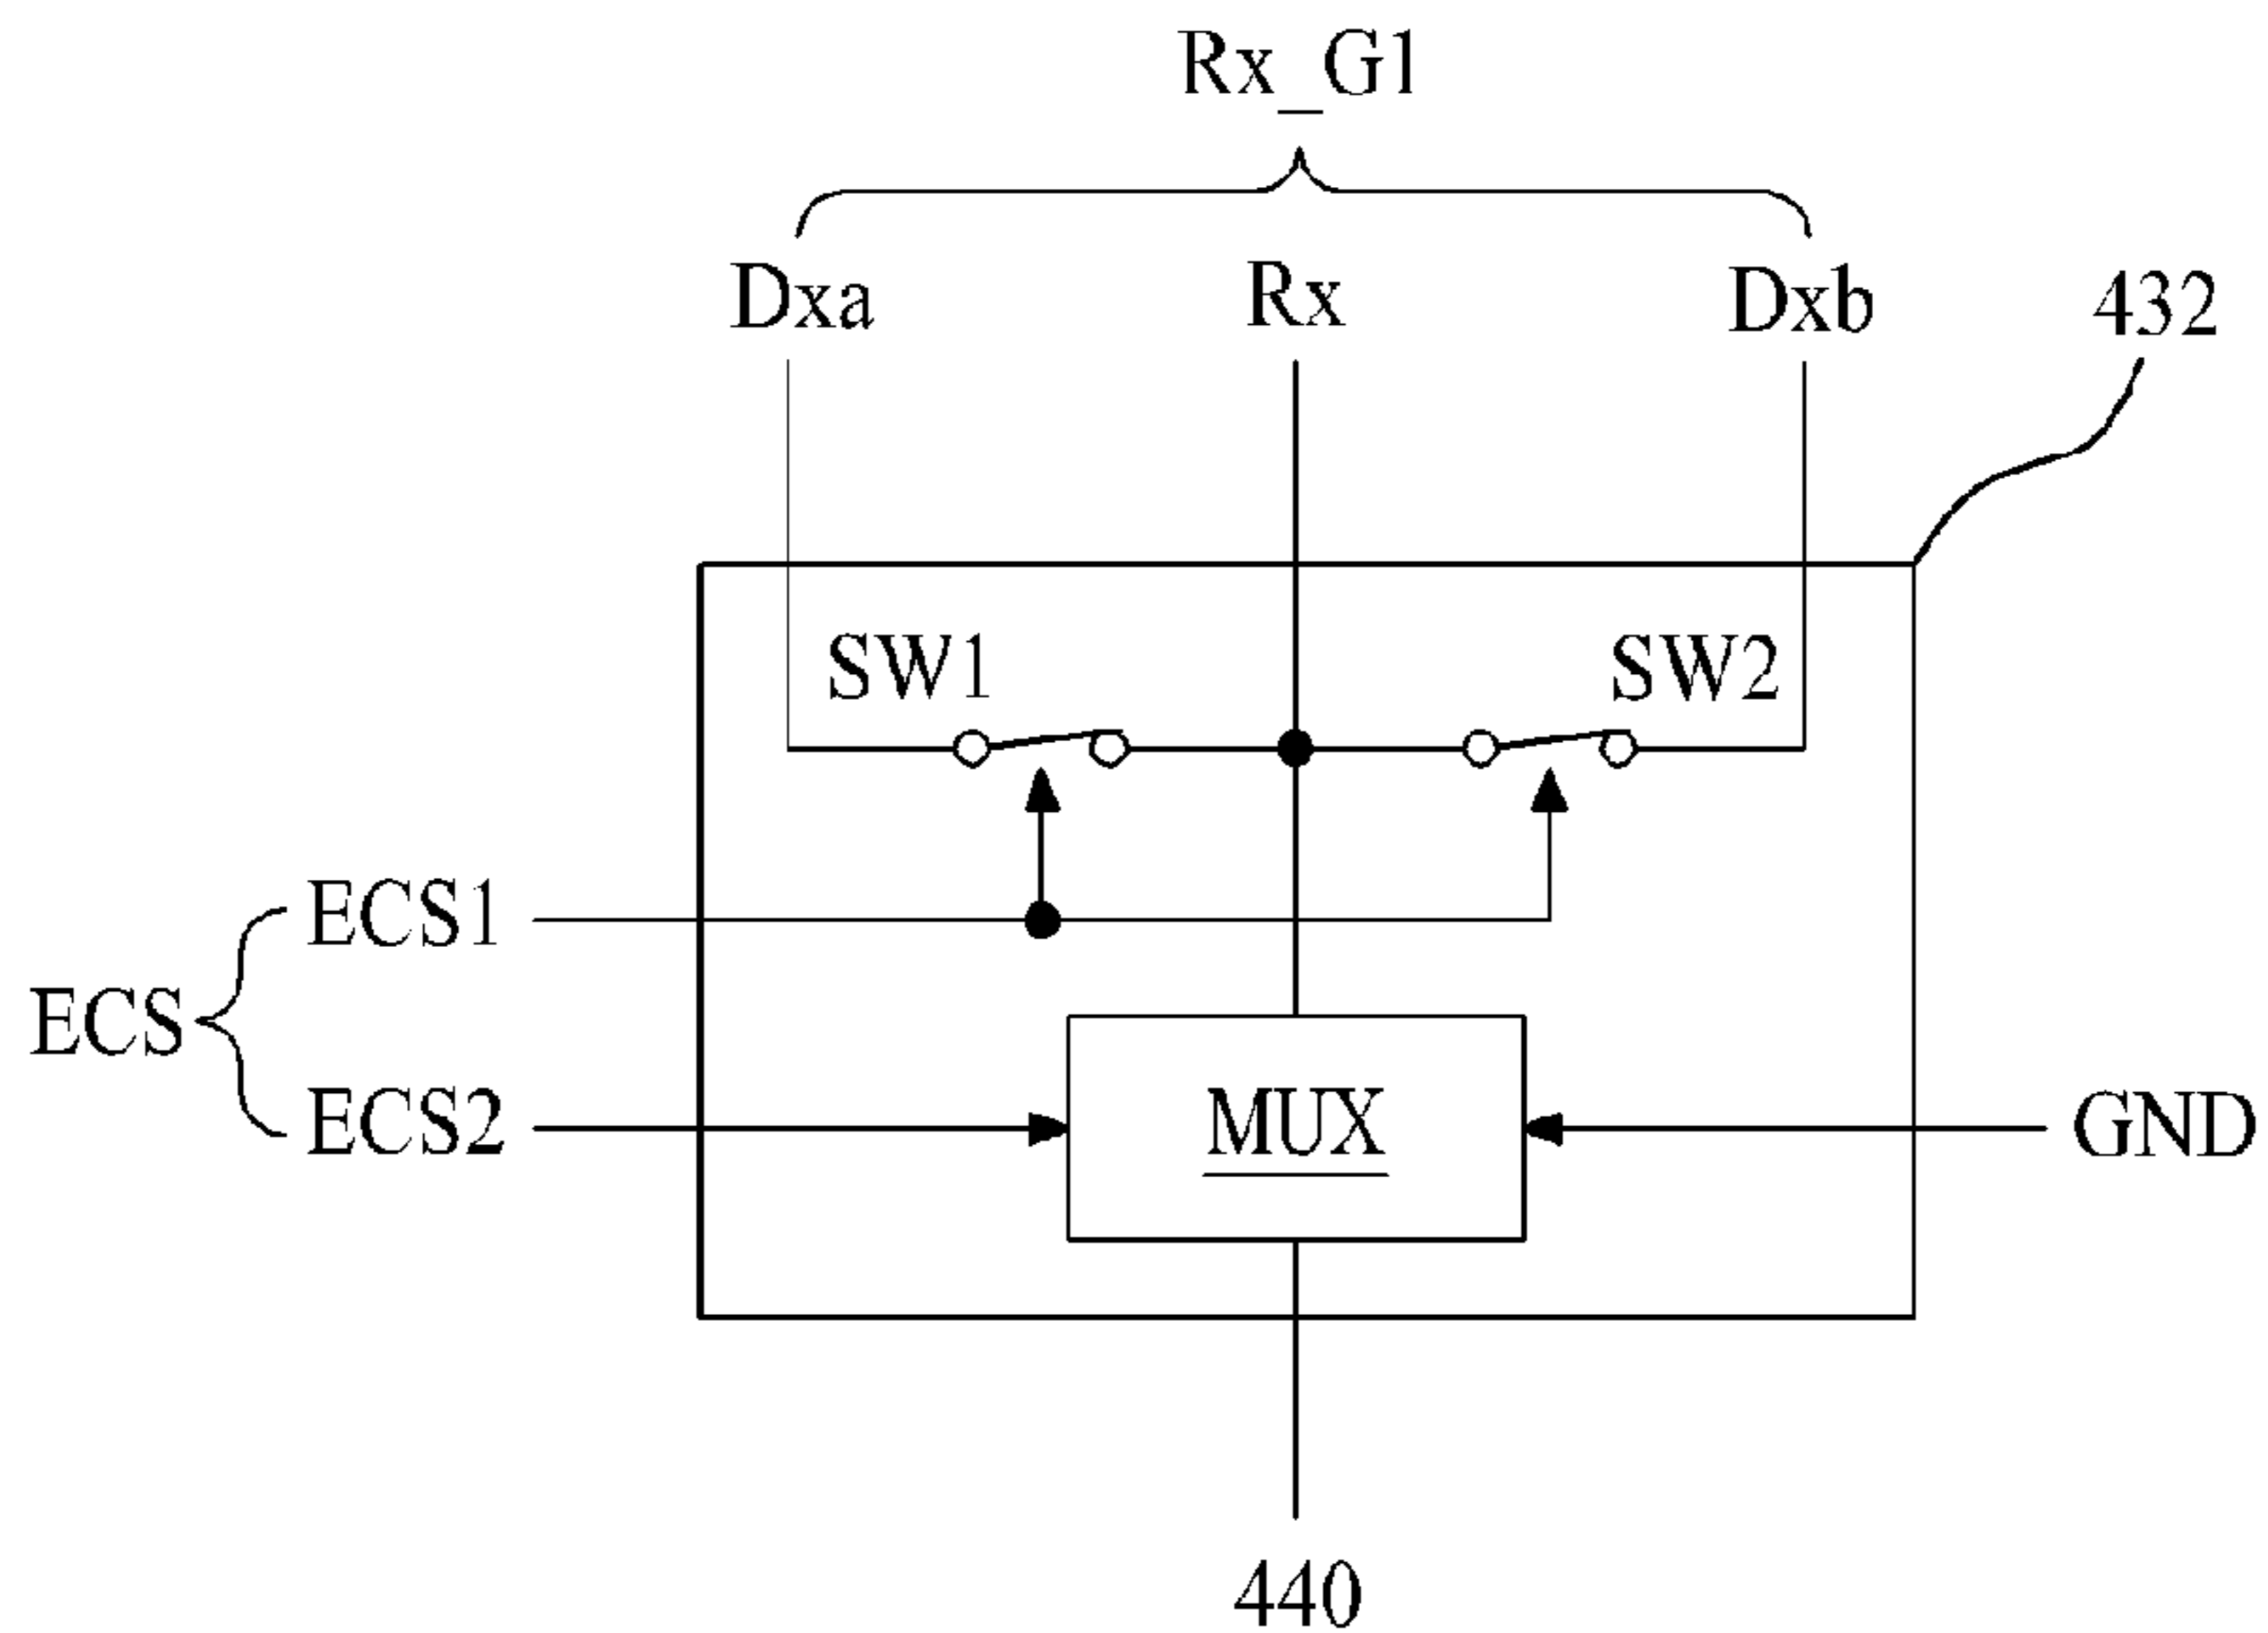 Rx_G1
Dxa Rx Dxb
432
SW1 SW2
ECS1
ECS
ECS2
MUX
GND
440